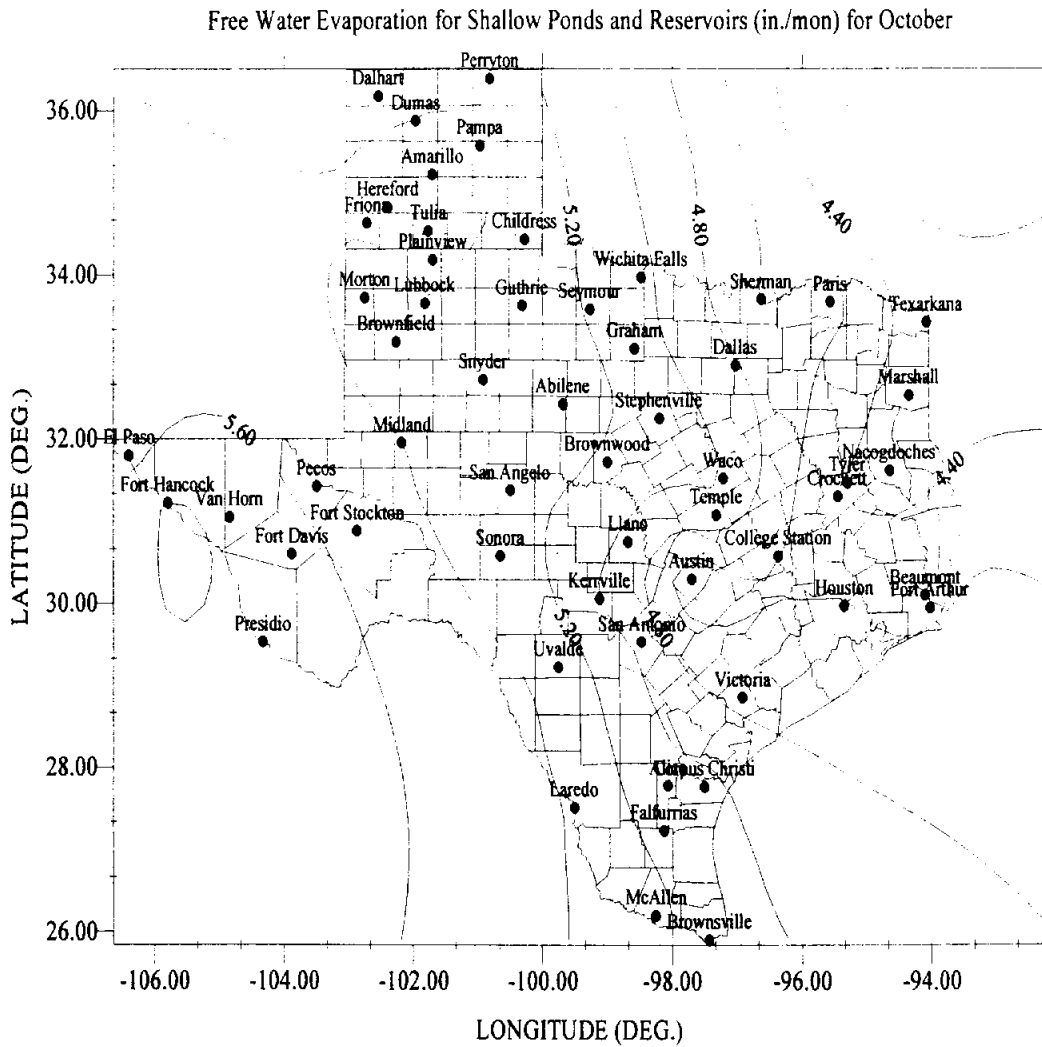 Free Water Evaporation for Shallow Ponds and Reservoirs (in./mon) for October
Perryton
Dalhart
Dumas
36.00
Pampa
Amarillo
Hereford
Friona
Tulia
Childress
5.20
4.80
4.40
Plainview
Wichita Falls
34.00
Morton
Lubbock
Guthrie
Seymour
Sherman
Paris
Texarkana
Brownfield
Graham
Dallas
Snyder
Marshall
Abilene
Stephenville
LATITUDE (DEG.)
32.00
El Paso
5.60
Midland
Brownwood
Nacogdoches
Pecos
San Angelo
Waco
Tyler
4.40
Fort Hancock
Van Horn
Crockett
Temple
Fort Stockton
Fort Davis
Llano
Sonora
College Station
Austin
Kerrville
Houston
Beaumont
Port Arthur
30.00
Presidio
5.20
San Antonio
Uvalde
Victoria
28.00
Laredo
Corpus Christi
Falfurrias
McAllen
Brownsville
26.00
-106.00 -104.00 -102.00 -100.00 -98.00 -96.00 -94.00
LONGITUDE (DEG.)